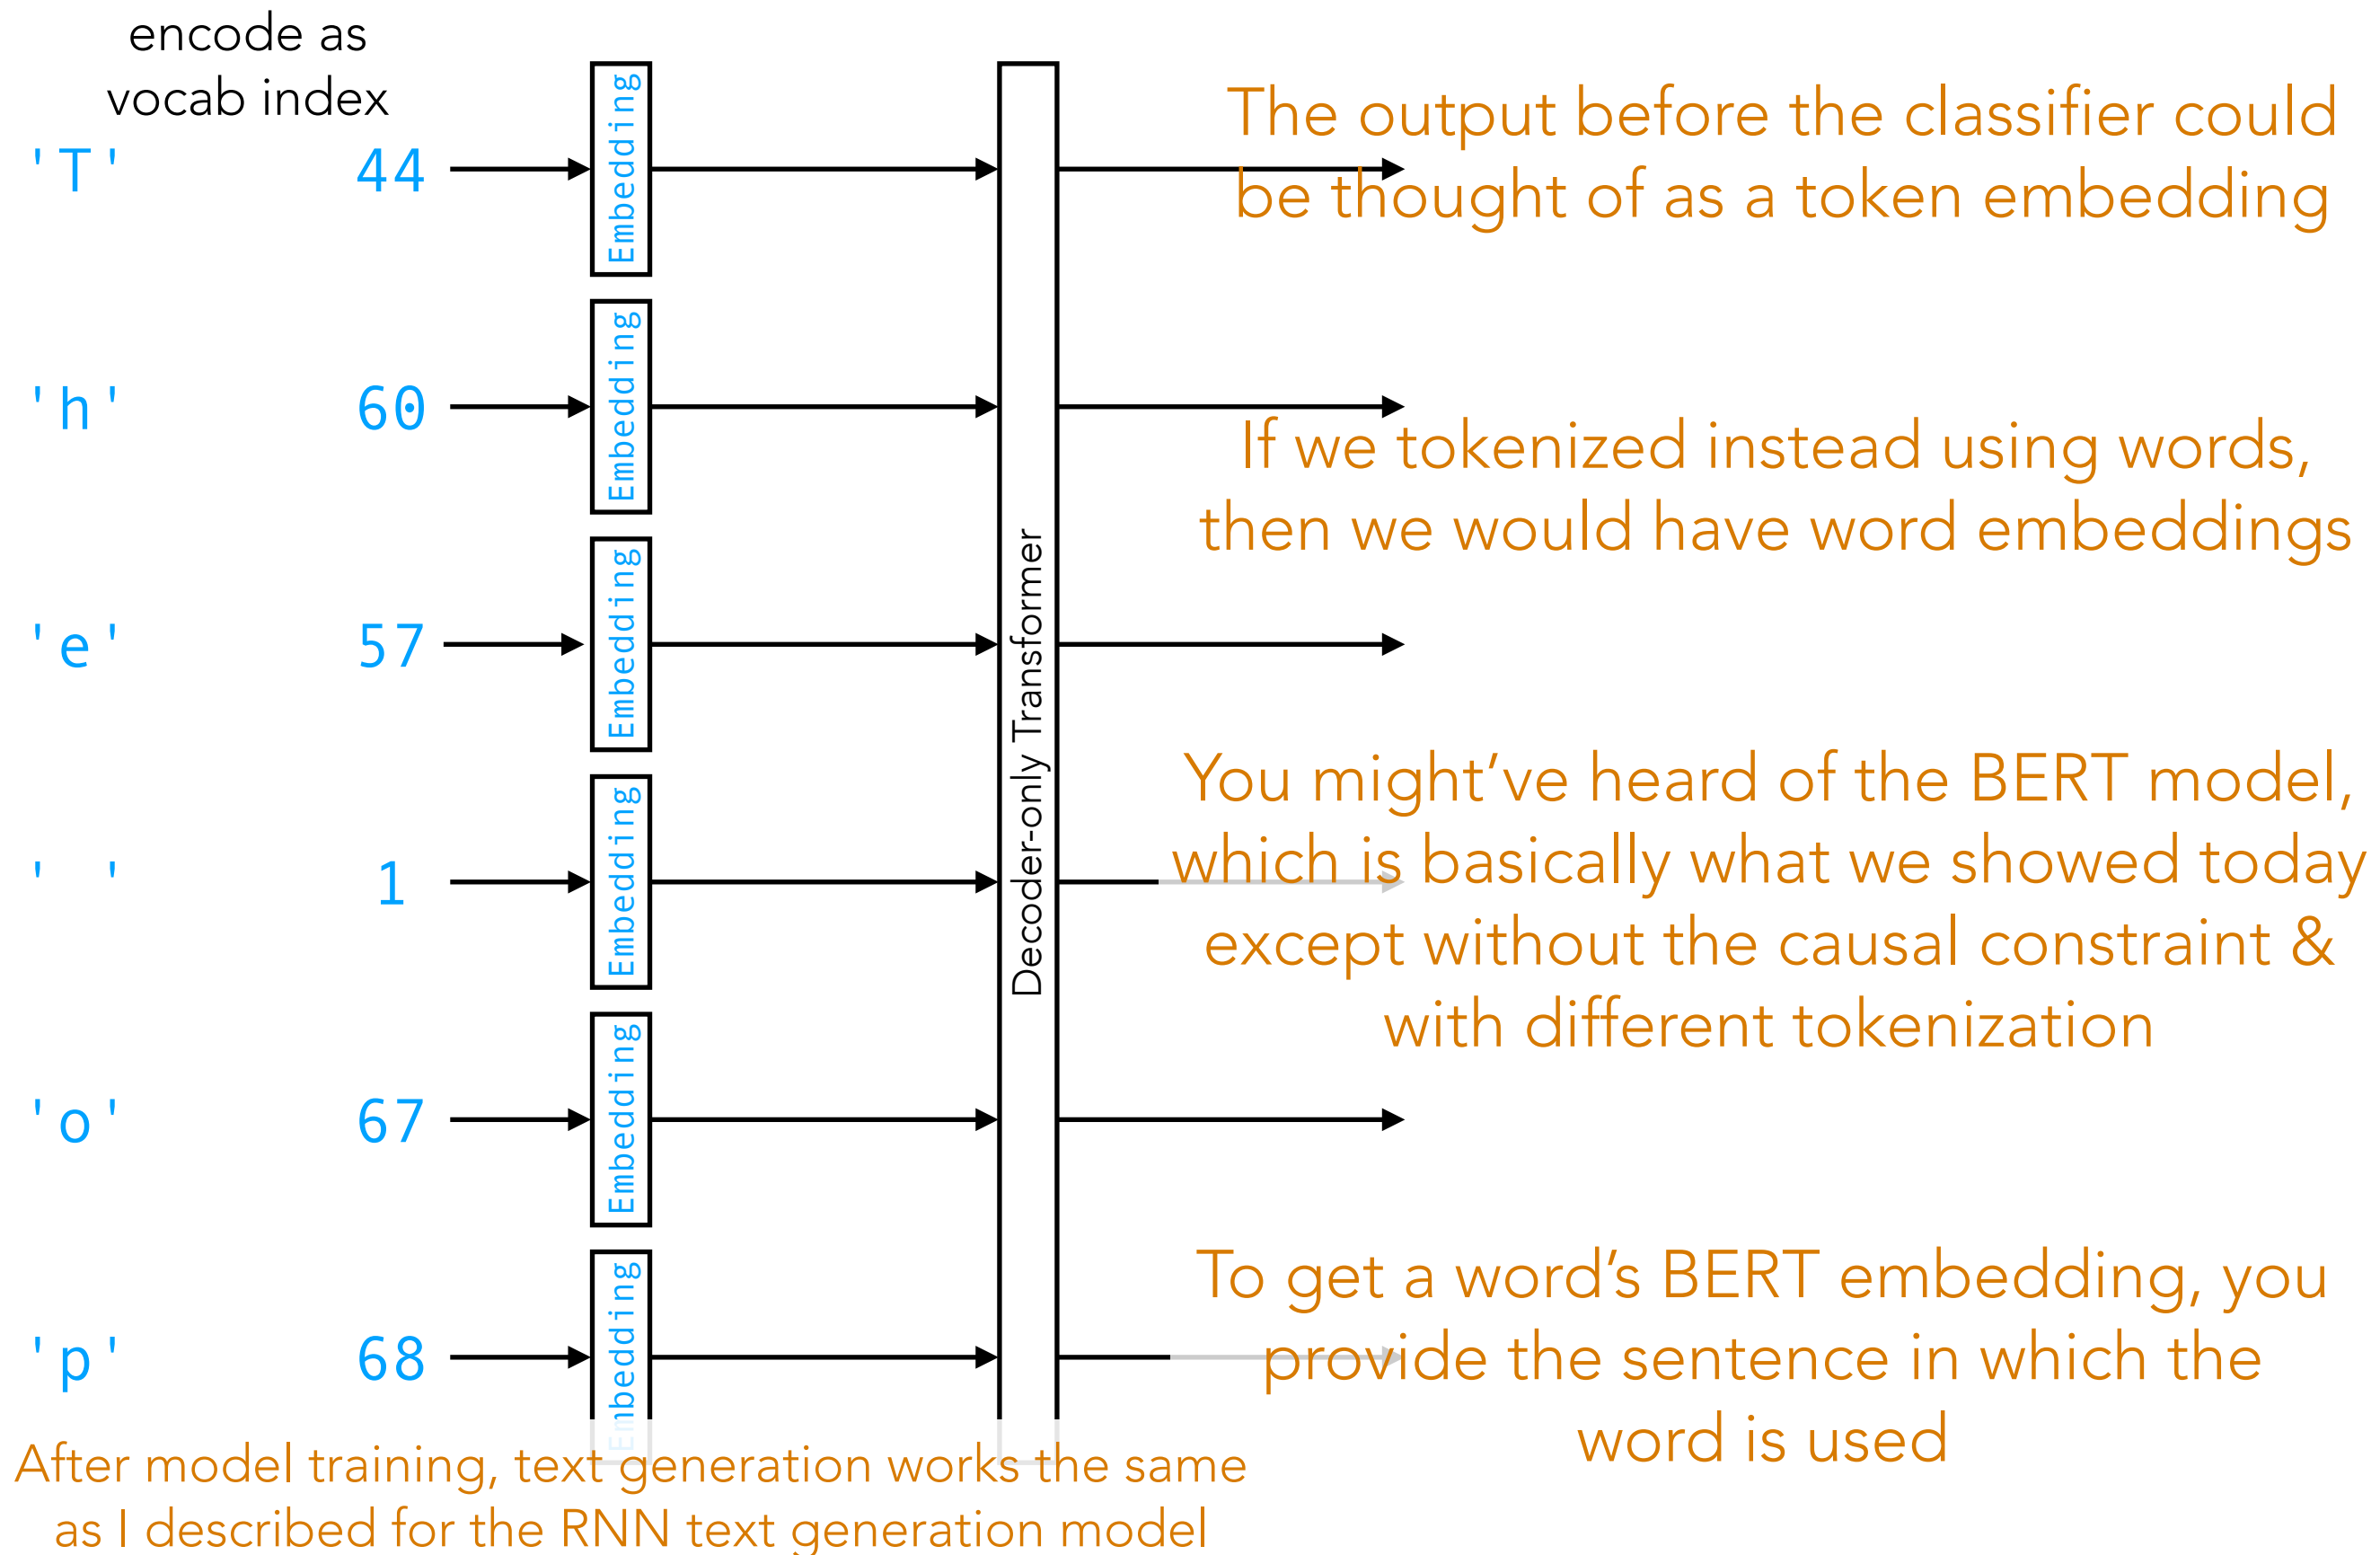 encode as
vocab index
'T' 44
Embedding
The output before the classifier could
be thought of as a token embedding
'h' 60
Embedding
If we tokenized instead using words,
then we would have word embeddings
'e' 57
Embedding
Decoder-only Transformer
You might‘ve heard of the BERT model,
which is basically what we showed today
except without the causal constraint &
with different tokenization
' ' 1
Embedding
'o' 67
Embedding
To get a word’s BERT embedding, you
provide the sentence in which the
word is used
'p' 68
Embedding
After model training, text generation works the same
as I described for the RNN text generation model